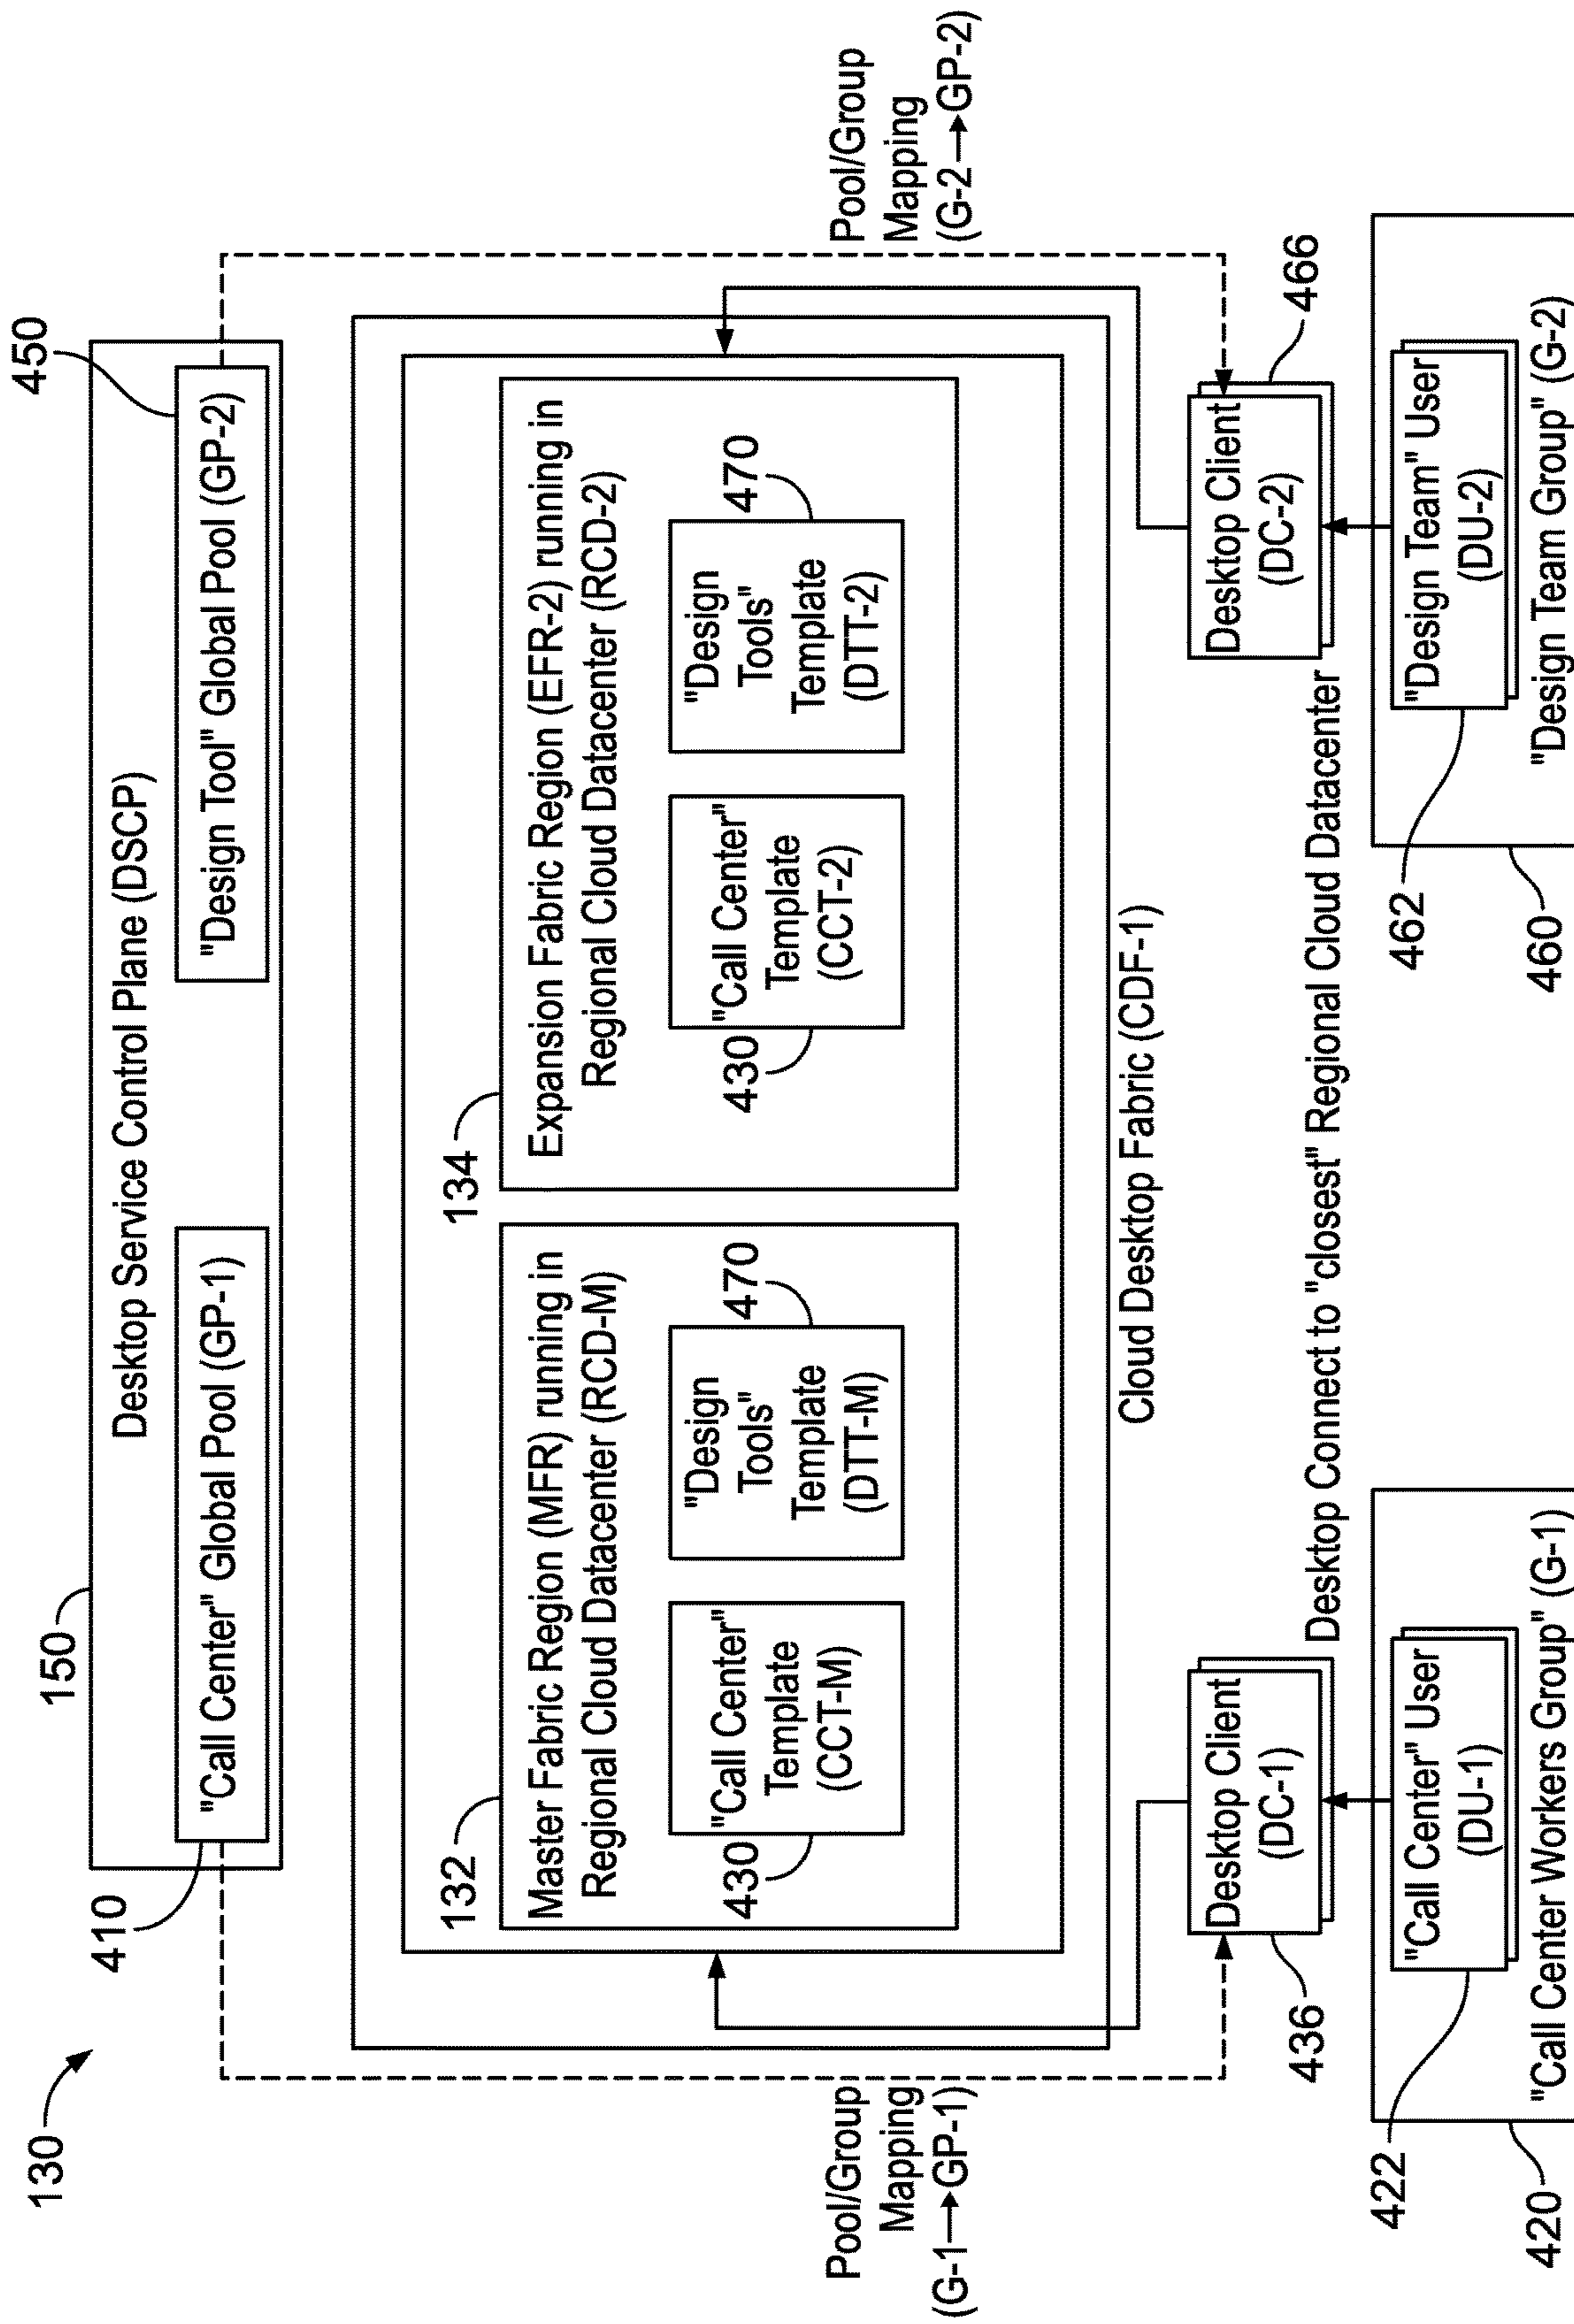 130
150
Desktop Service Control Plane (DSCP)
450
410
"Call Center" Global Pool (GP-1)
"Design Tool" Global Pool (GP-2)
132
Master Fabric Region (MFR) running in
Regional Cloud Datacenter (RCD-M)
430
"Call Center"
Template
(CCT-M)
470
"Design
Tools"
Template
(DTT-M)
134
Expansion Fabric Region (EFR-2) running in
Regional Cloud Datacenter (RCD-2)
430
"Call Center"
Template
(CCT-2)
470
"Design
Tools"
Template
(DTT-2)
Cloud Desktop Fabric (CDF-1)
Pool/Group
Mapping
(G-1→GP-1)
Pool/Group
Mapping
(G-2→GP-2)
436
Desktop Client
(DC-1)
Desktop Client
(DC-2)
466
Desktop Connect to "closest" Regional Cloud Datacenter
422
"Call Center" User
(DU-1)
420
"Call Center Workers Group" (G-1)
462
"Design Team" User
(DU-2)
460
"Design Team Group" (G-2)